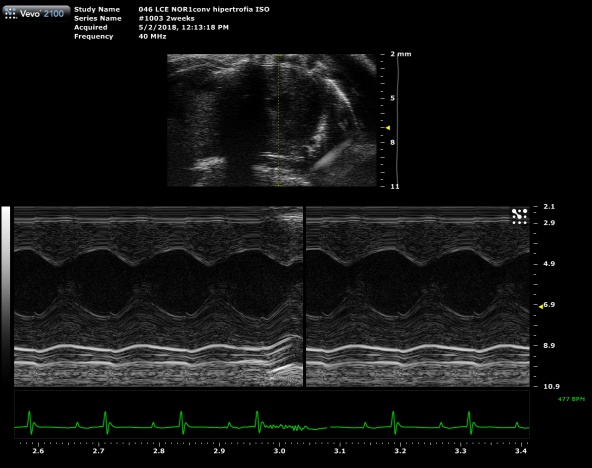 Vevo 2100
Study Name 046 LCE NOR1conv hipertrofia ISO
Series Name #1003 2weeks
Acquired 5/2/2018, 12:13:18 PM
Frequency 40 MHz
2 mm
5
8
11
2.1
2.9
4.9
6.9
8.9
10.9
477 BPM
2.6 2.7 2.8 2.9 3.0 3.1 3.2 3.3 3.4